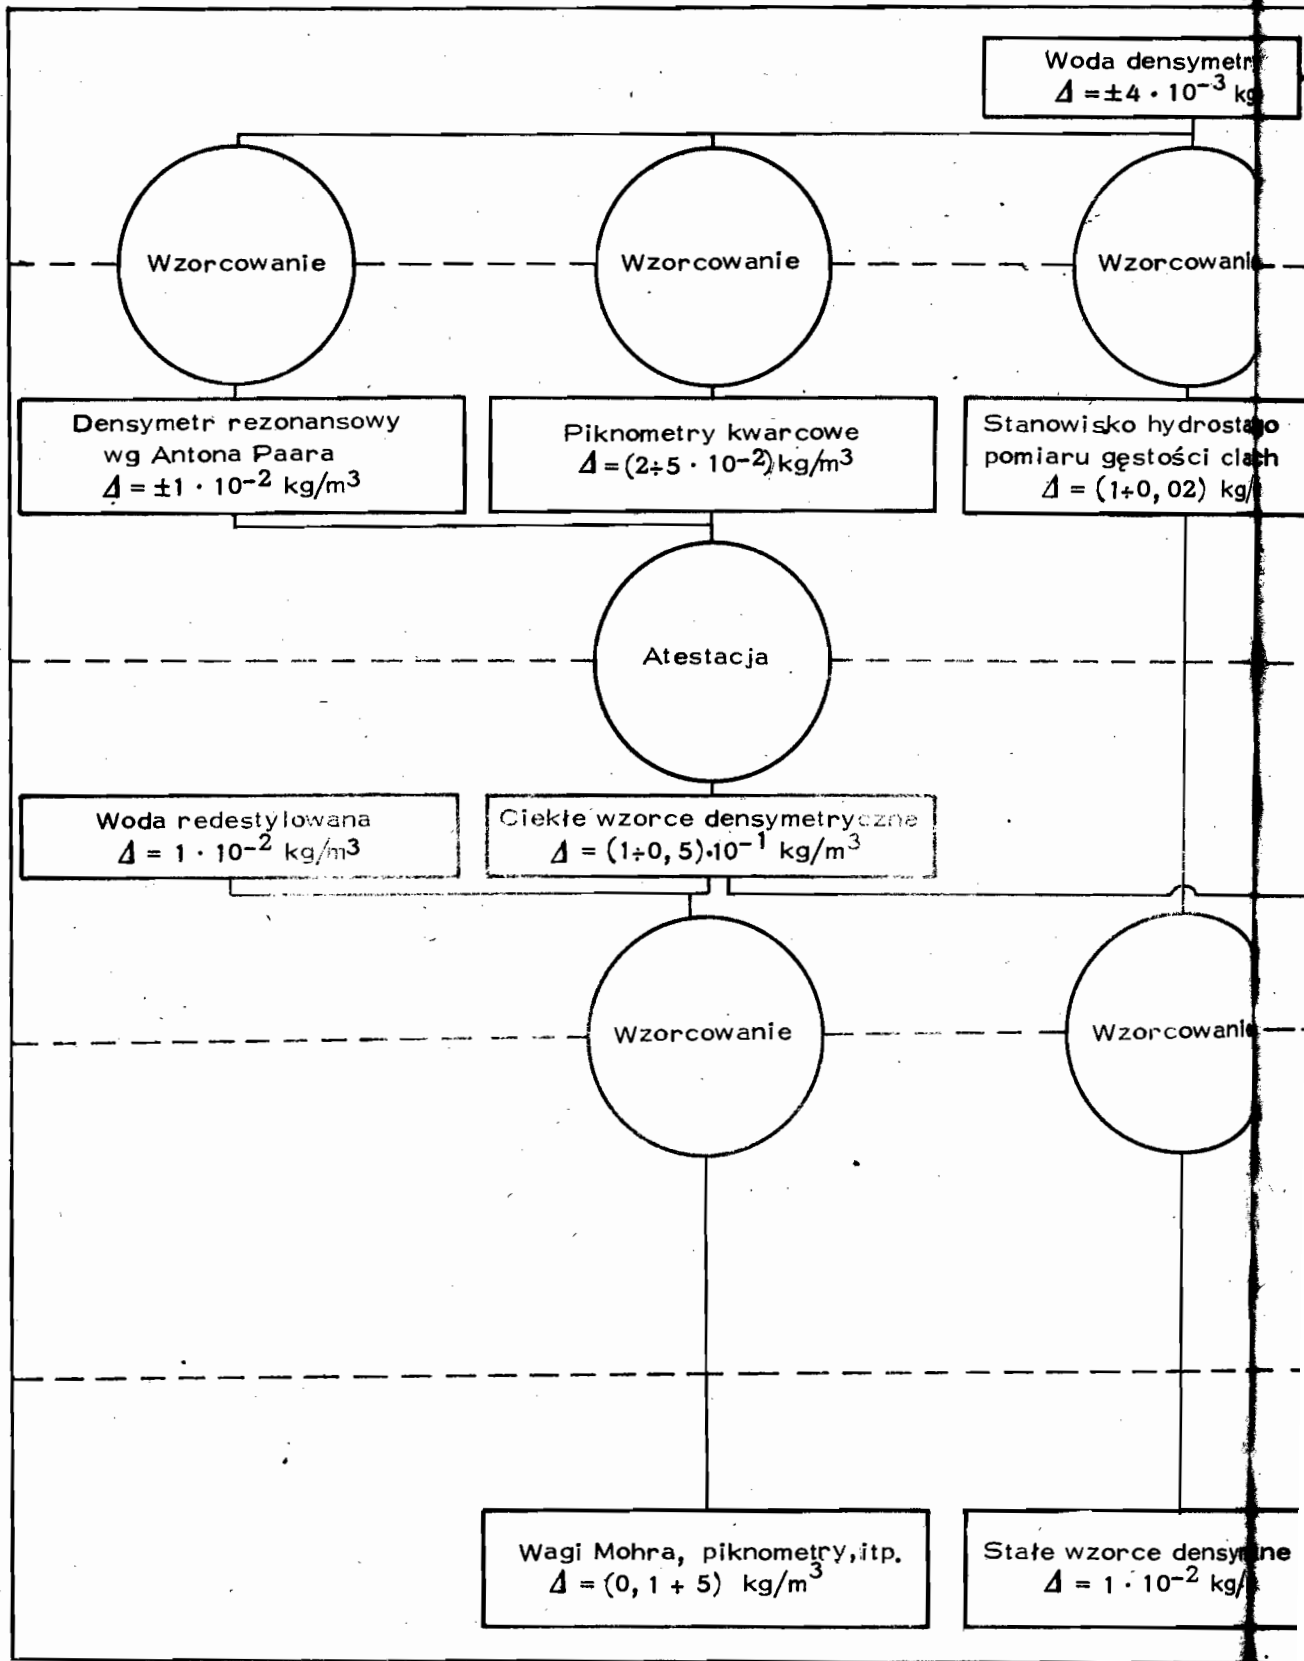 Woda densymetr
Δ = ±4 · 10⁻³ kg
Wzorcowanie
Wzorcowanie
Wzorcowani
Densymetr rezonansowy
wg Antona Paara
Δ = ±1 · 10⁻² kg/m³
Piknometry kwarcowe
Δ = (2÷5 · 10⁻²) kg/m³
Stanowisko
pomiaru gęstości
Δ = (1÷0, 02) kg/
Atestacja
Woda redestylowana
Δ = 1 · 10⁻² kg/m³
Ciekłe wzorce densymetryczne
Δ = (1÷0, 5)·10⁻¹ kg/m³
Wzorcowanie
Wzorcowani
Wagi Mohra, piknometry, itp.
Δ = (0, 1 + 5) kg/m³
Stałe wzorce
Δ = 1 · 10⁻² kg/